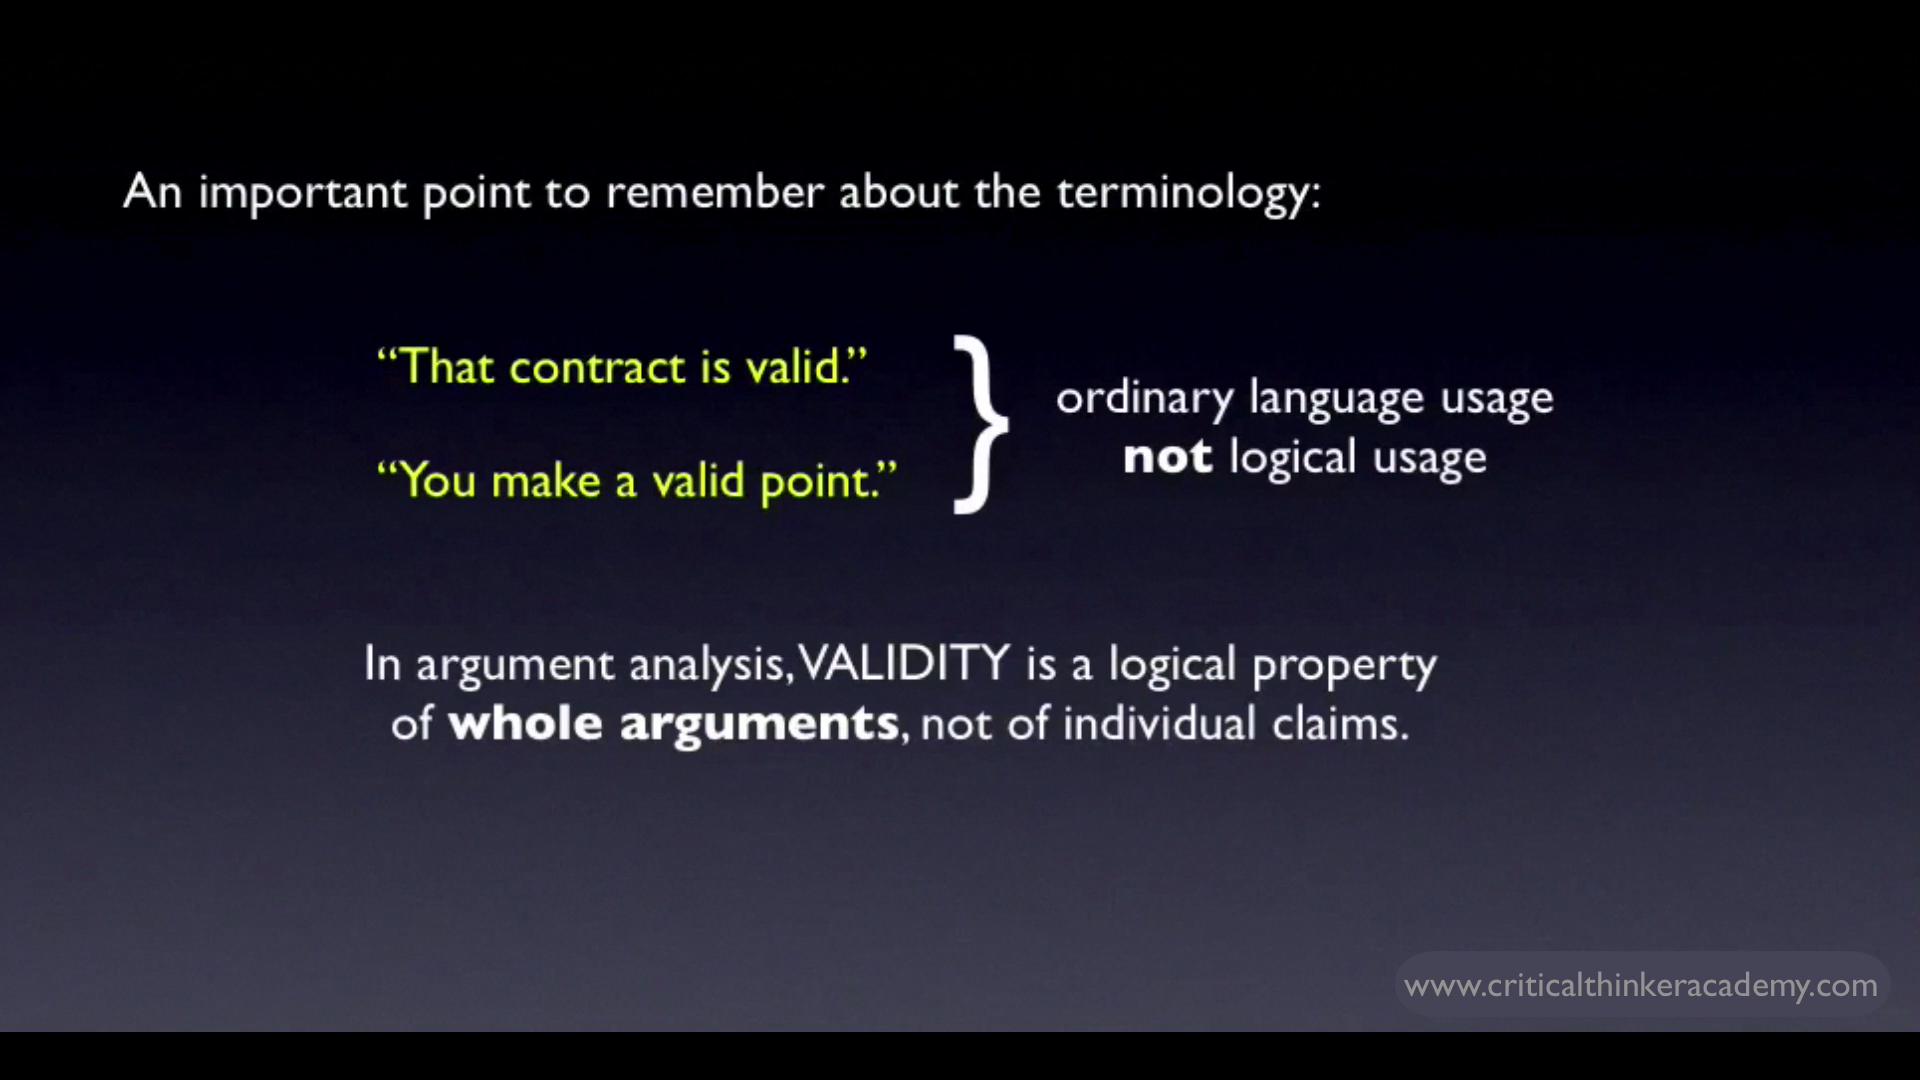 An important point to remember about the terminology:
“That contract is valid.”
“You make a valid point.”
ordinary language usage
not logical usage
In argument analysis, VALIDITY is a logical property
of whole arguments, not of individual claims.
www.criticalthinkeracademy.com